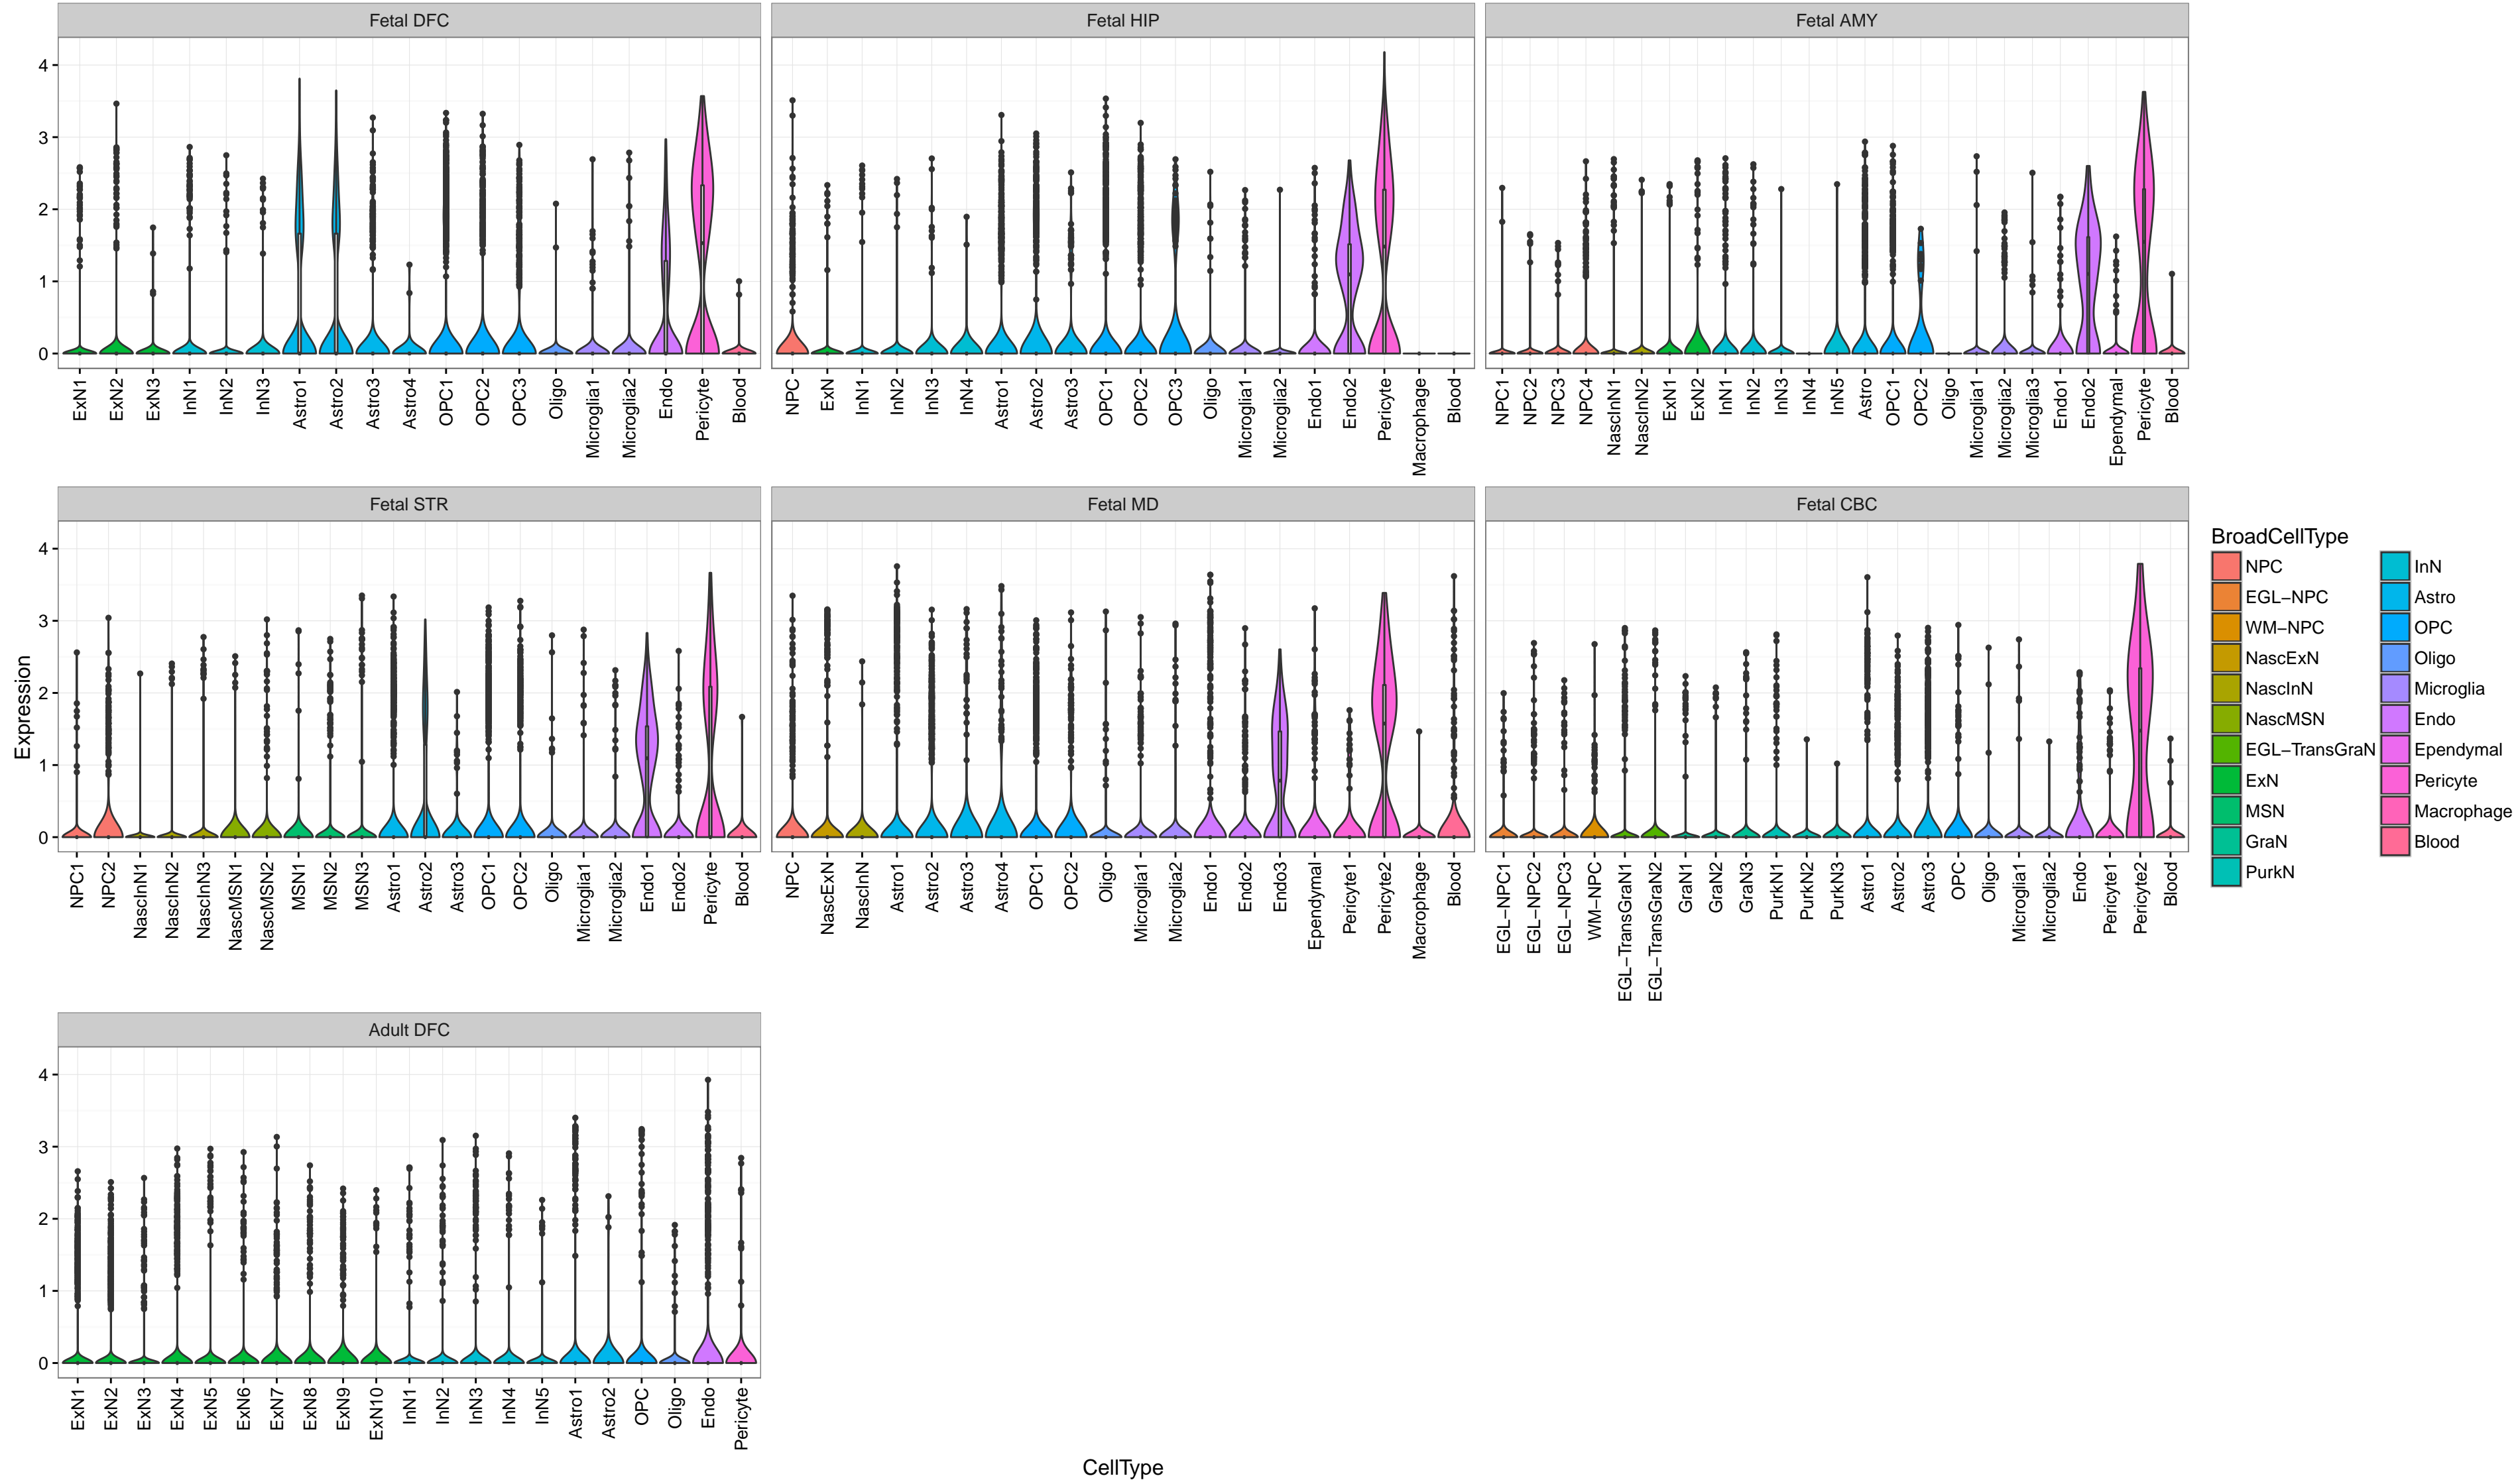 Fetal DFC Fetal HIP Fetal AMY
4
3
2
1
0
ExN1 ExN2 ExN3 InN1 InN2 InN3 Astro1 Astro2 Astro3 Astro4 OPC1 OPC2 OPC3 Oligo Microglia1 Microglia2 Endo Pericyte Blood
NPC ExN InN1 InN2 InN3 InN4 Astro1 Astro2 Astro3 OPC1 OPC2 OPC3 Oligo Microglia1 Microglia2 Endo1 Endo2 Pericyte Macrophage Blood
NPC1 NPC2 NPC3 NPC4 NascInN1 NascInN2 ExN1 ExN2 InN1 InN2 InN3 InN4 InN5 Astro OPC1 OPC2 Oligo Microglia1 Microglia2 Microglia3 Endo1 Endo2 Ependymal Pericyte Blood
Fetal STR Fetal MD Fetal CBC
Expression
4
3
2
1
0
NPC1 NPC2 NascInN1 NascInN2 NascInN3 NascMSN1 NascMSN2 MSN1 MSN2 MSN3 Astro1 Astro2 Astro3 OPC1 OPC2 Oligo Microglia1 Microglia2 Endo1 Endo2 Pericyte Blood
NPC NascExN NascInN Astro1 Astro2 Astro3 Astro4 OPC1 OPC2 Oligo Microglia1 Microglia2 Endo1 Endo2 Endo3 Ependymal Pericyte1 Pericyte2 Macrophage Blood
EGL−NPC1 EGL−NPC2 EGL−NPC3 WM−NPC EGL−TransGraN1 EGL−TransGraN2 GraN1 GraN2 GraN3 PurkN1 PurkN2 PurkN3 Astro1 Astro2 Astro3 OPC Oligo Microglia1 Microglia2 Endo Pericyte1 Pericyte2 Blood
BroadCellType
NPC InN
EGL−NPC Astro
WM−NPC OPC
NascExN Oligo
NascInN Microglia
NascMSN Endo
EGL−TransGraN Ependymal
ExN Pericyte
MSN Macrophage
GraN Blood
PurkN
Adult DFC
4
3
2
1
0
ExN1 ExN2 ExN3 ExN4 ExN5 ExN6 ExN7 ExN8 ExN9 ExN10 InN1 InN2 InN3 InN4 InN5 Astro1 Astro2 OPC Oligo Endo Pericyte
CellType